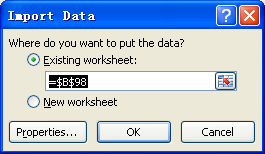 Import Data
Where do you want to put the data?
Existing worksheet:
=$B$98
New worksheet
Properties... OK Cancel